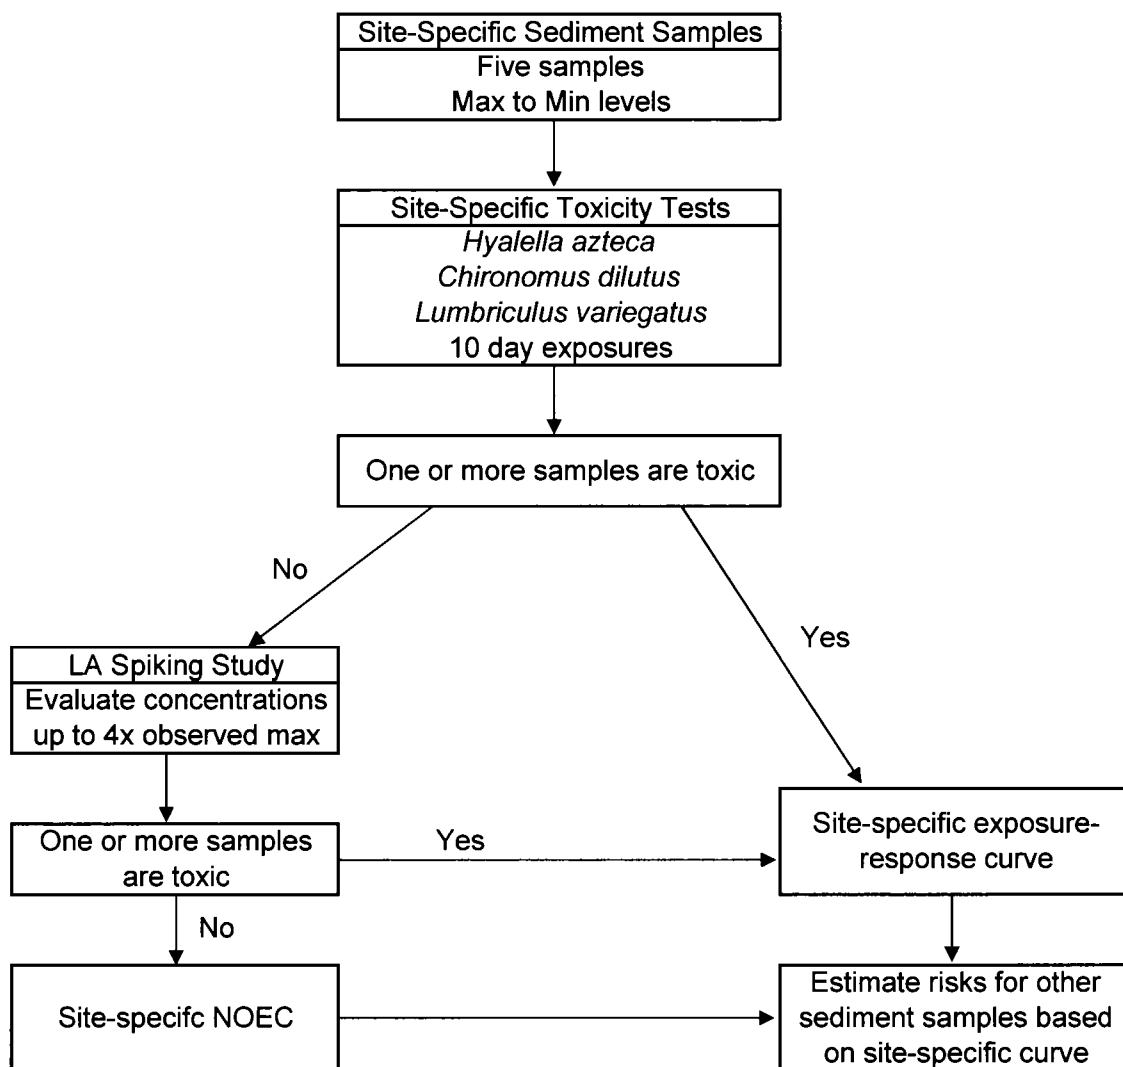 Site-Specific Sediment Samples
Five samples
Max to Min levels
Site-Specific Toxicity Tests
Hyalella azteca
Chironomus dilutus
Lumbriculus variegatus
10 day exposures
One or more samples are toxic
No
Yes
LA Spiking Study
Evaluate concentrations
up to 4x observed max
One or more samples
are toxic
Yes
Site-specific exposure-
response curve
No
Site-specifc NOEC
Estimate risks for other
sediment samples based
on site-specific curve